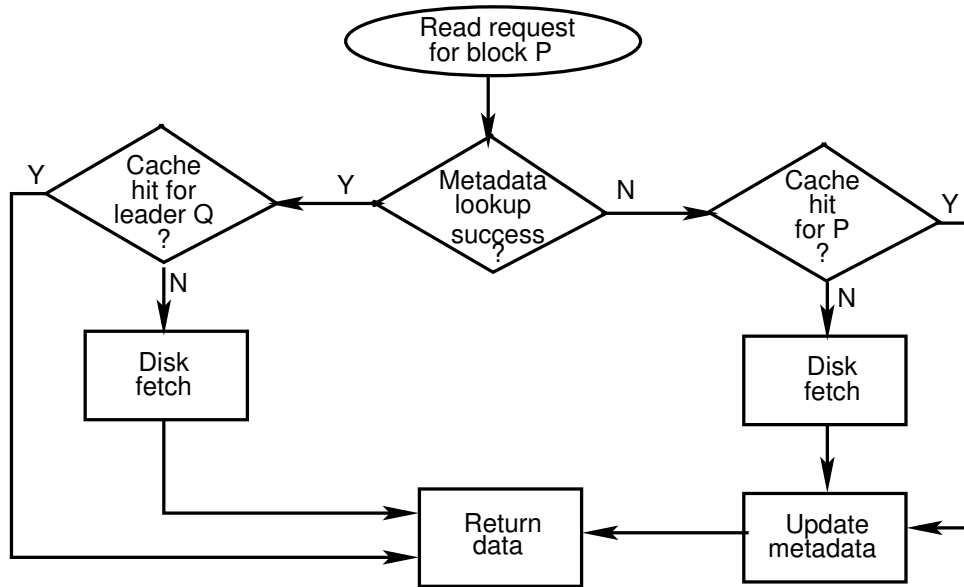 Read request
for block P
Cache
hit for
leader Q
?
Y
Y
Metadata
lookup
success
?
N
Cache
hit
for P
?
Y
N
N
Disk
fetch
Disk
fetch
Return
data
Update
metadata